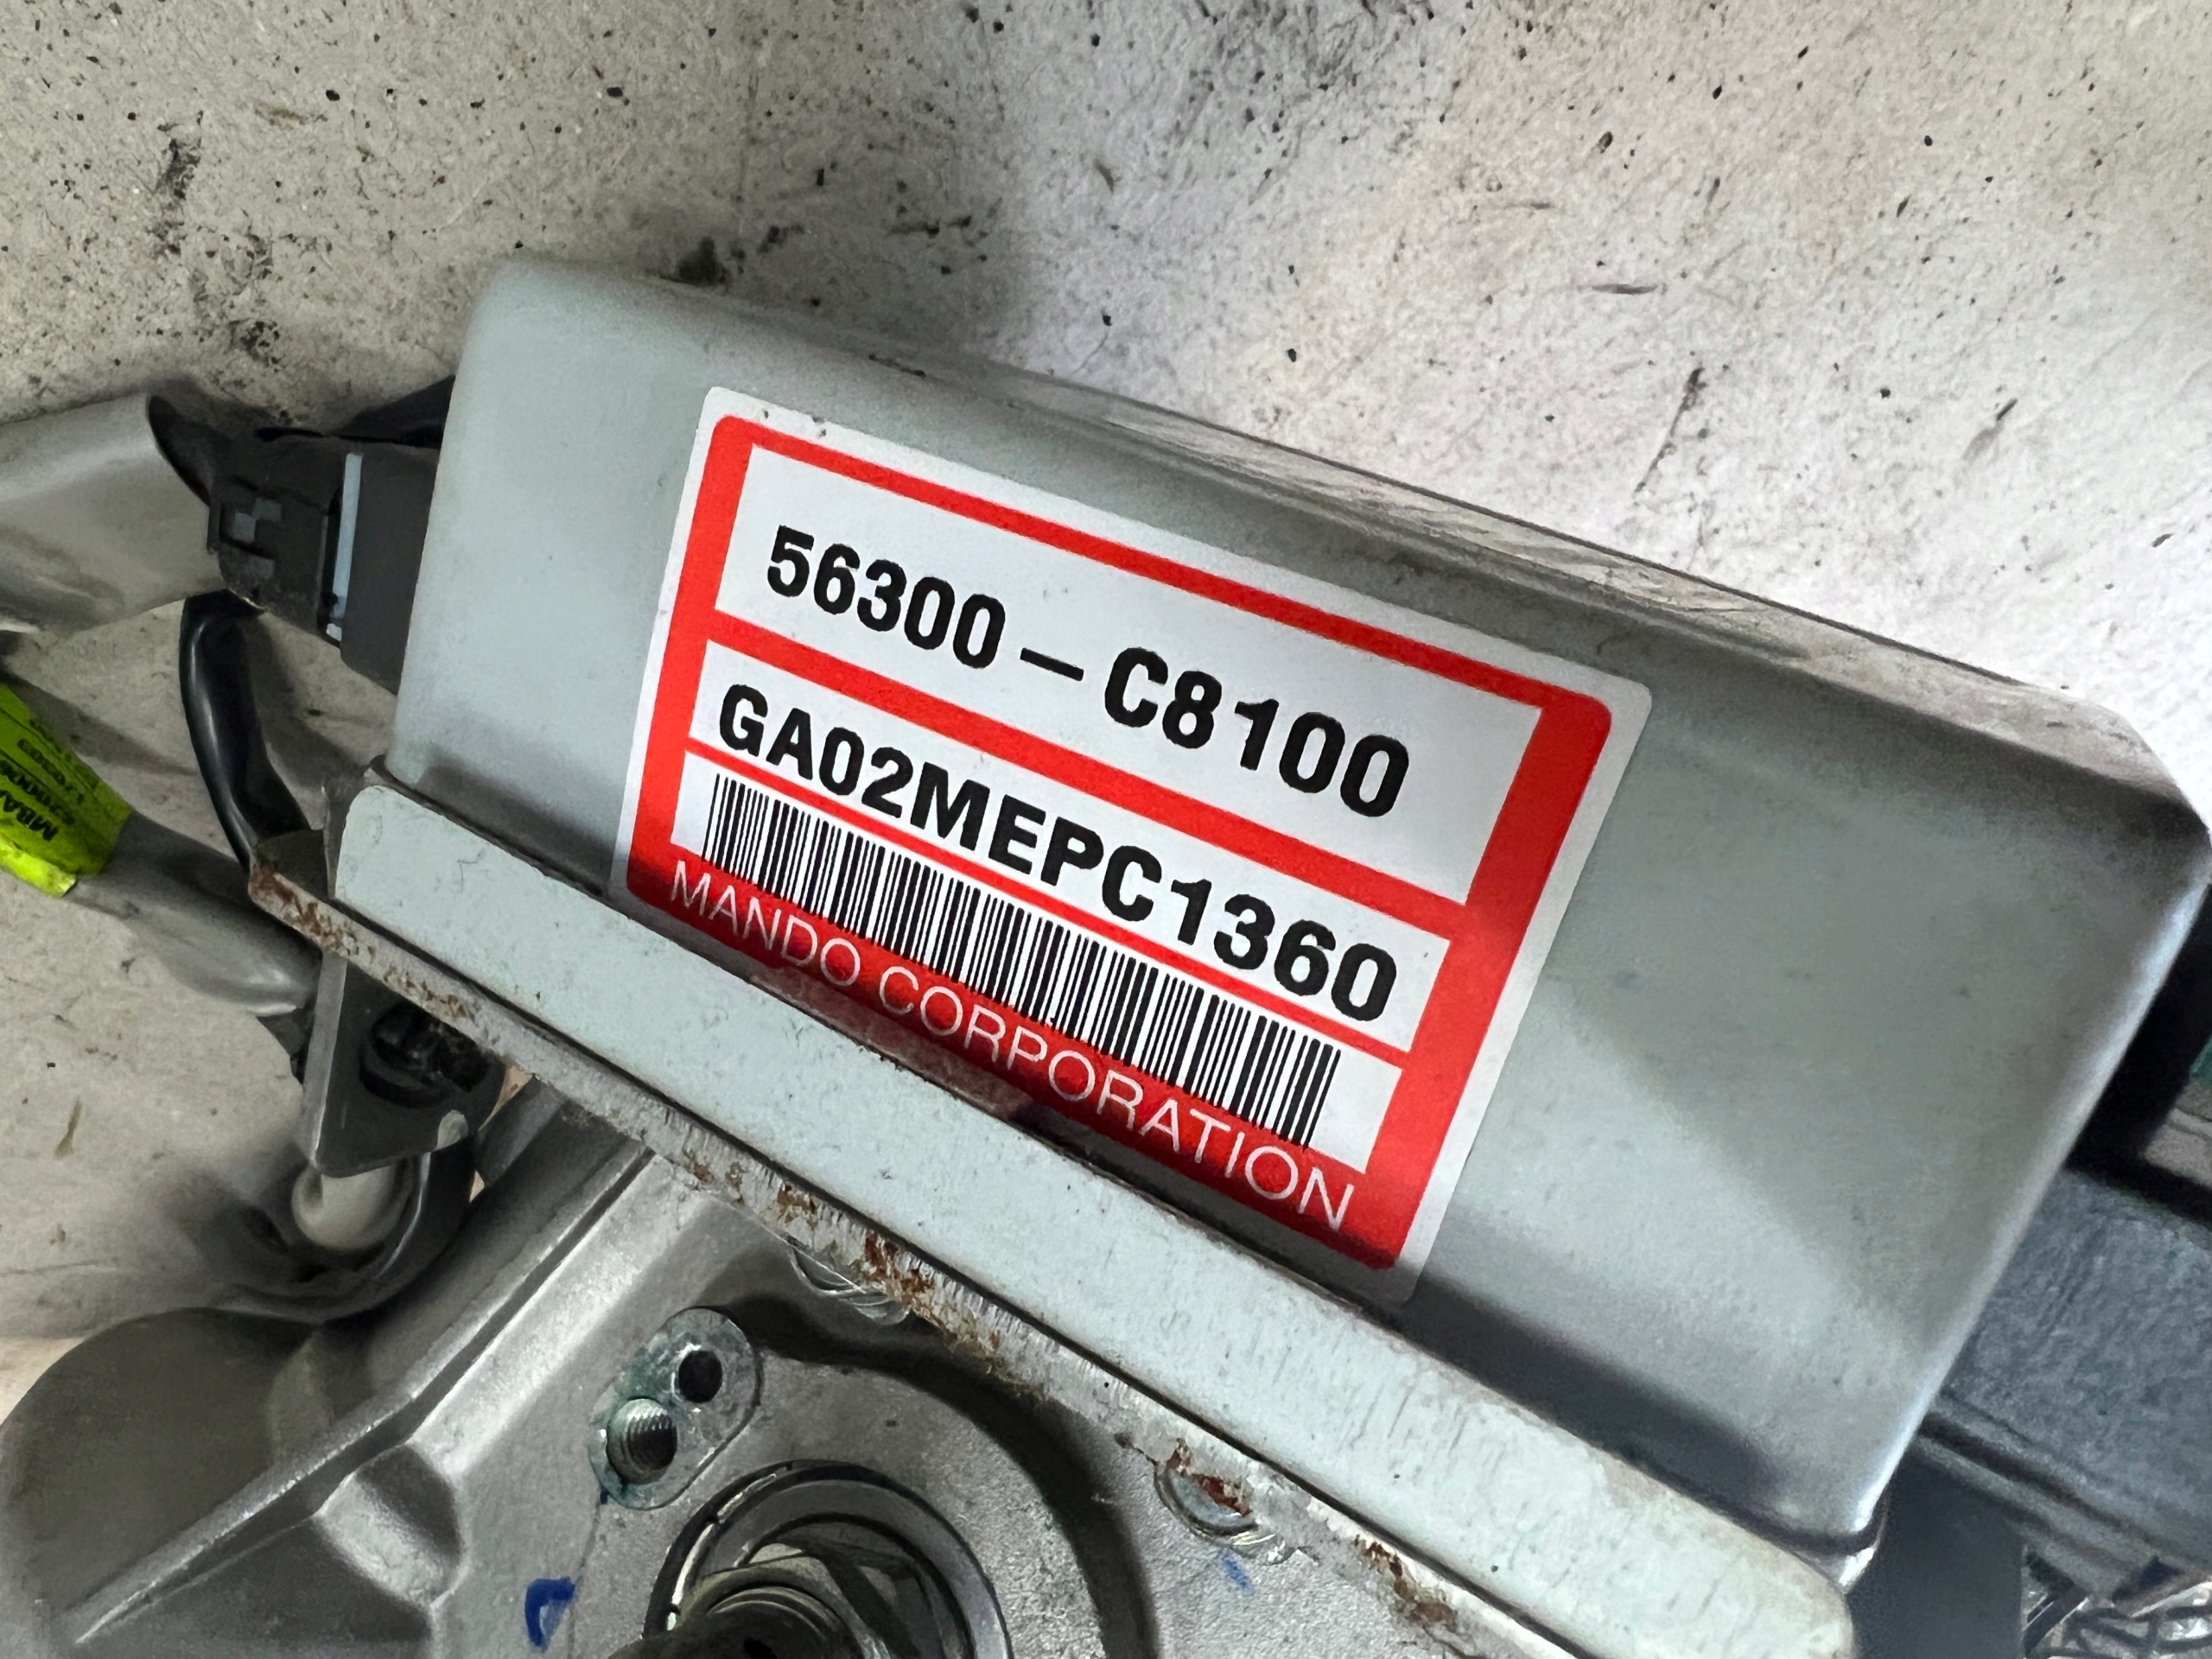 56300-C8100
GA02MEPC1360
MANDO CORPORATION